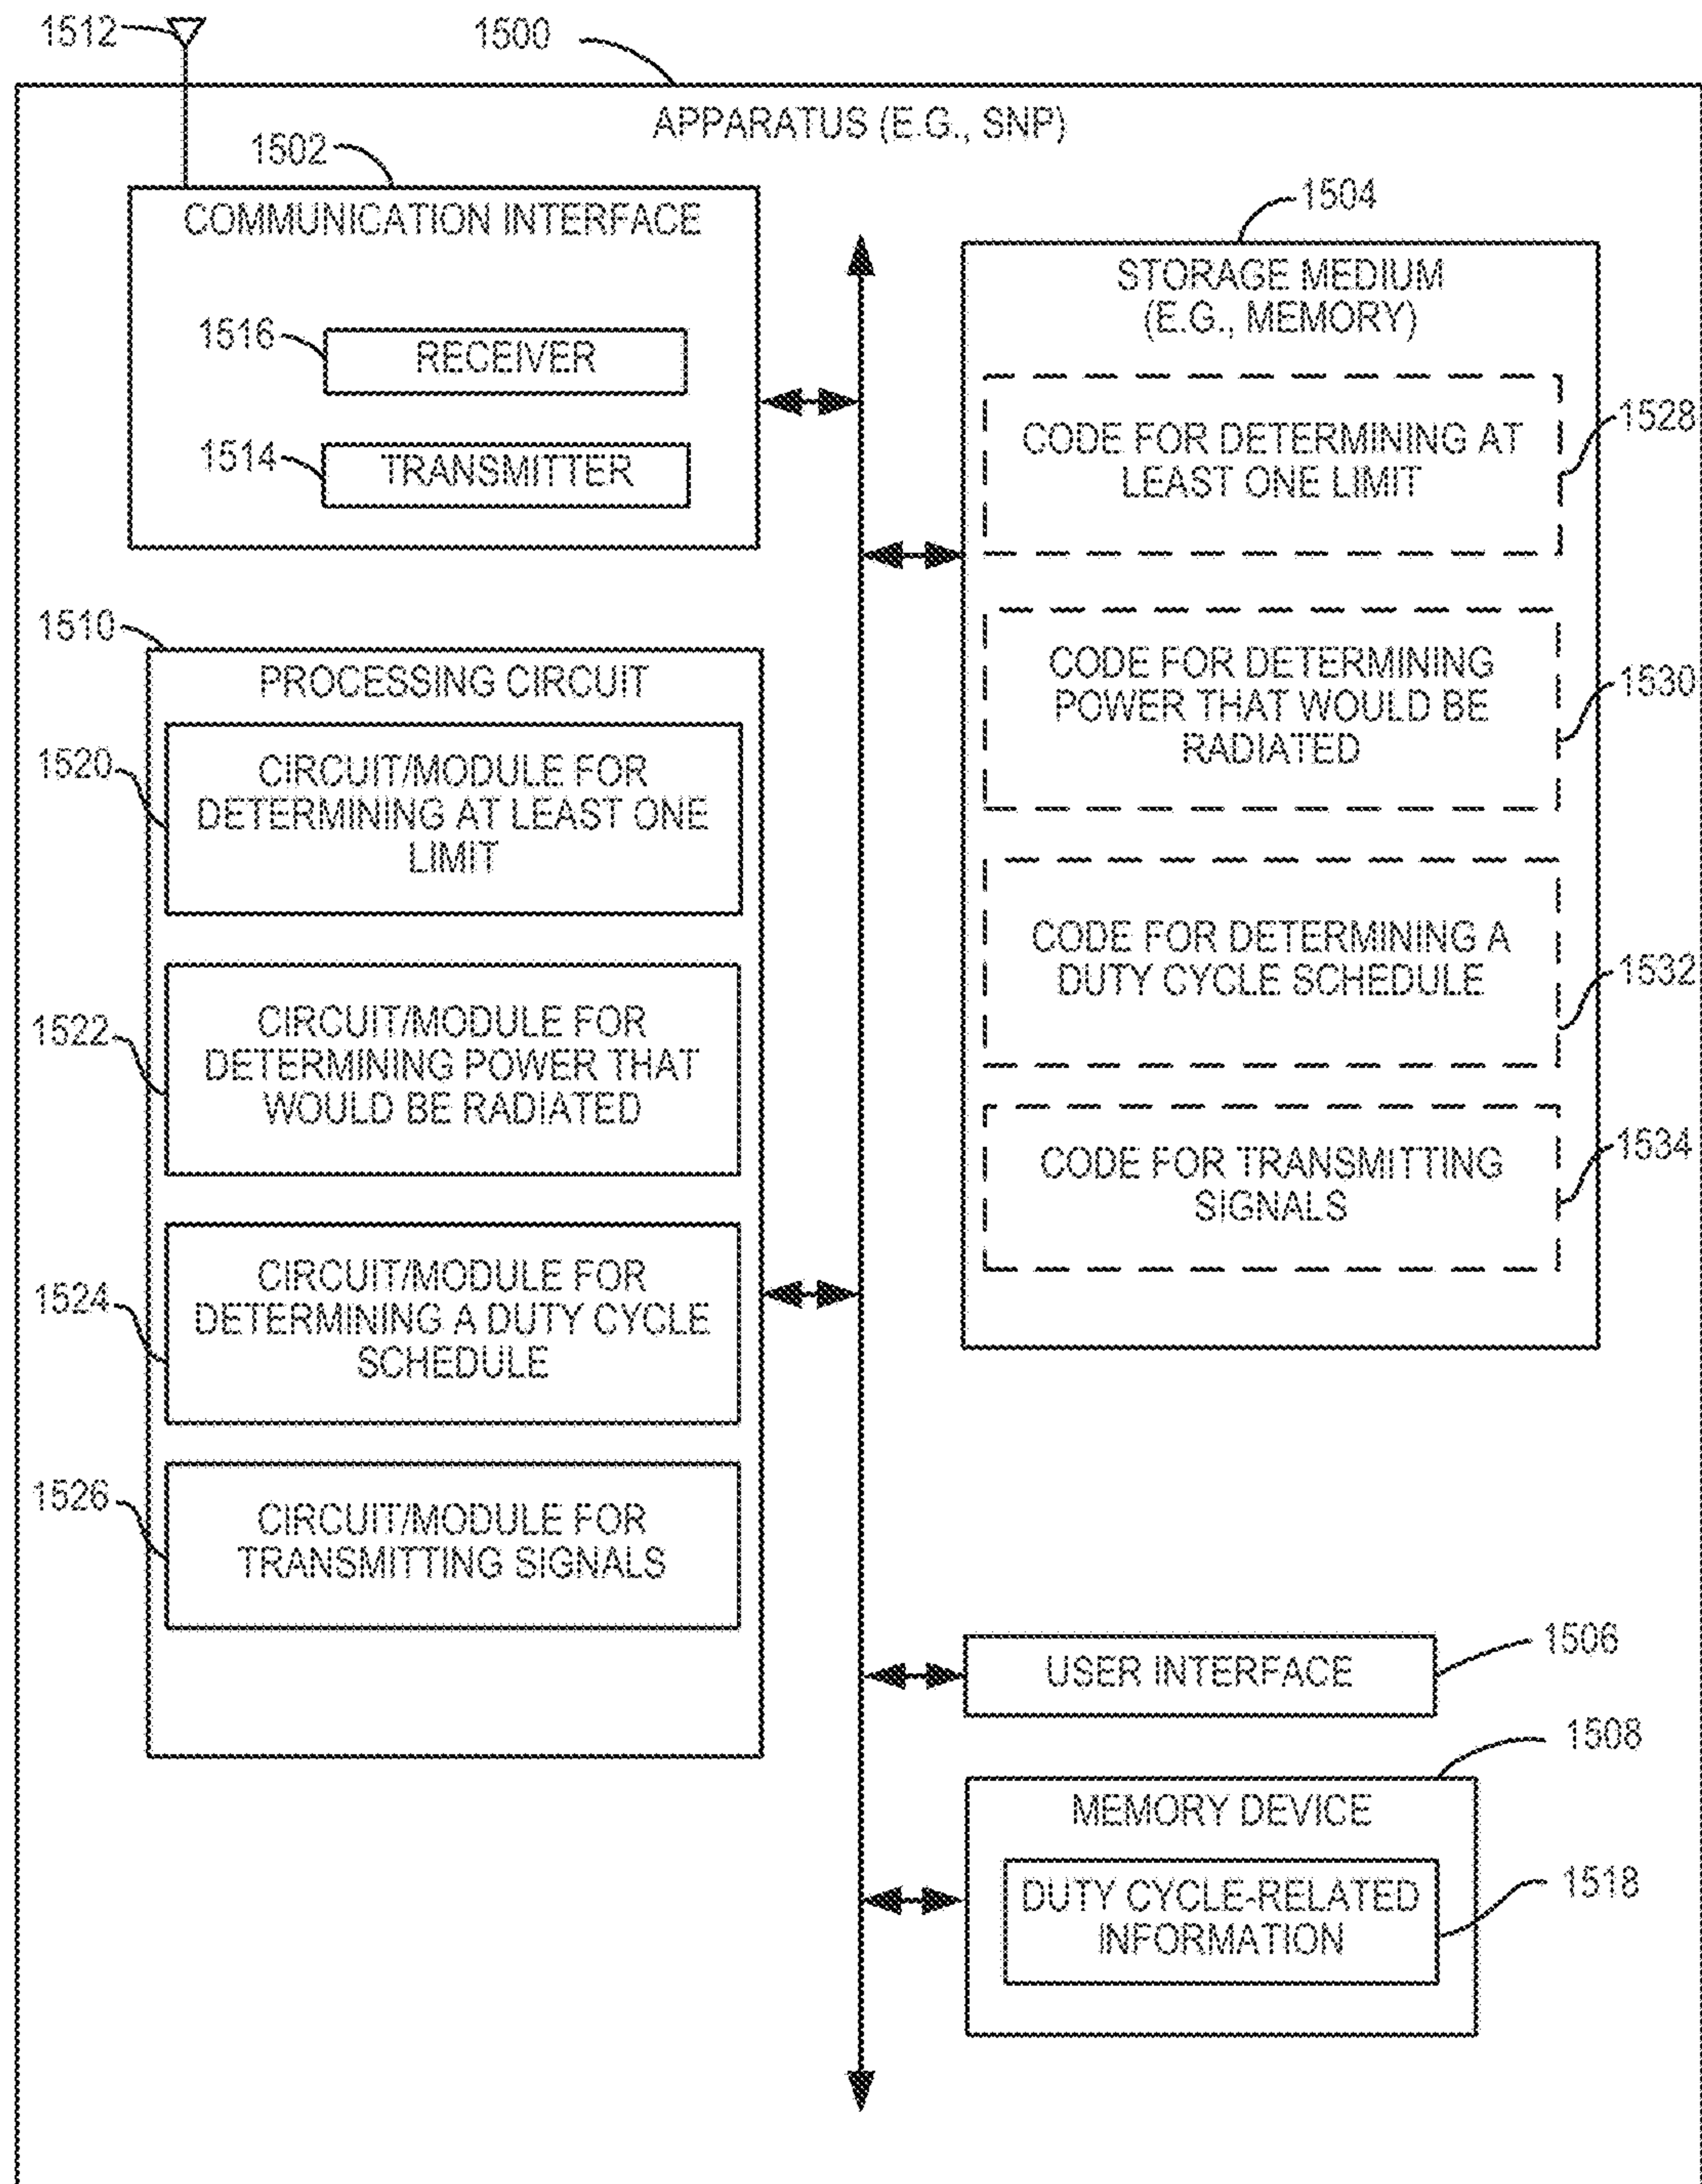 1512
1500
APPARATUS (E.G., SNP)
1502
COMMUNICATION INTERFACE
1516
RECEIVER
1514
TRANSMITTER
1504
STORAGE MEDIUM
(E.G., MEMORY)
CODE FOR DETERMINING AT
LEAST ONE LIMIT
1528
CODE FOR DETERMINING
POWER THAT WOULD BE
RADIATED
1530
CODE FOR DETERMINING A
DUTY CYCLE SCHEDULE
1532
CODE FOR TRANSMITTING
SIGNALS
1534
1510
PROCESSING CIRCUIT
1520
CIRCUIT/MODULE FOR
DETERMINING AT LEAST ONE
LIMIT
1522
CIRCUIT/MODULE FOR
DETERMINING POWER THAT
WOULD BE RADIATED
1524
CIRCUIT/MODULE FOR
DETERMINING A DUTY CYCLE
SCHEDULE
1526
CIRCUIT/MODULE FOR
TRANSMITTING SIGNALS
1506
USER INTERFACE
1508
MEMORY DEVICE
DUTY CYCLE-RELATED
INFORMATION
1518